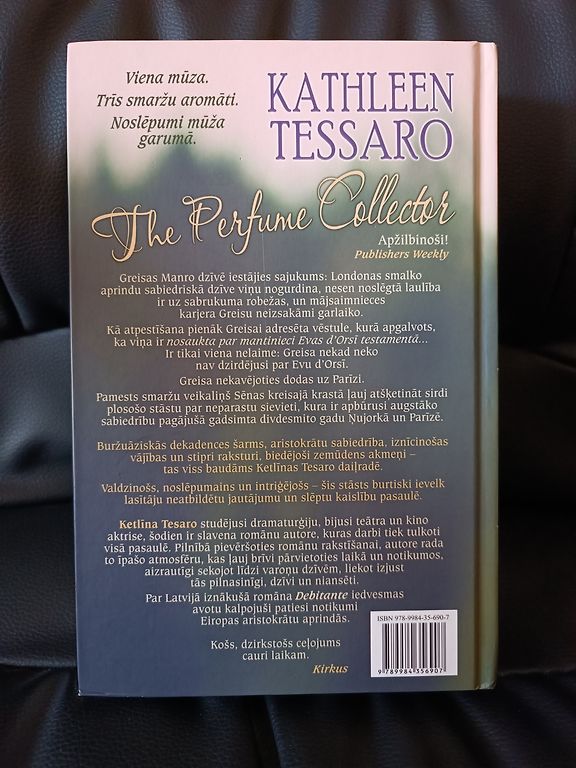 Viena mūza.
Trīs smaržu aromāti.
Noslēpumi mūža
garumā.
KATHLEEN
TESSARO
The Perfume Collector
Apžilbinoši!
Publishers Weekly
Greisas Manro dzīvē iestājies sajukums: Londonas smalko
aprindu sabiedriskā dzīve viņu nogurdina, nesen noslēgtā laulība
ir uz sabrukuma robežas, un mājsaimnieces
karjera Greisu neizsakāmi garlaiko.
Kā atpestīšana pienāk Greisai adresēta vēstule, kurā apgalvots,
ka viņa ir nosaukta par mantinieci Evas d'Orsī testamentā...
Ir tikai viena nelaime: Greisa nekad neko
nav dzirdējusi par Evu d'Orsī.
Greisa nekavējoties dodas uz Parīzi.
Pamests smaržu veikaliņš Sēnas kreisajā krastā ļauj atšķetināt sirdi
plosošo stāstu par neparastu sievieti, kura ir apbūrusi augstāko
sabiedrību pagājušā gadsimta divdesmito gadu Ņujorkā un Parīzē.
Buržuāziskās dekadences šarms, aristokrātu sabiedrība, iznīcinošas
vājības un stipri raksturi, biedējoši zemūdens akmeņi –
tas viss baudāms Ketlīnas Tesaro daiļradē.
Valdzinošs, noslēpumains un intriģējošs – šis stāsts burtiski ievelk
lasītāju neatbildētu jautājumu un slēptu kaislību pasaulē.
Ketlīna Tesaro studējusi dramaturģiju, bijusi teātra un kino
aktrise, šodien ir slavena romānu autore, kuras darbi tiek tulkoti
visā pasaulē. Pilnībā pievēršoties romānu rakstīšanai, autore rada
to īpašo atmosfēru, kas ļauj brīvi pārvietoties laikā un notikumos,
aizrautīgi sekojot līdzi varoņu dzīvēm, liekot izjust
tās pilnasinīgi, dzīvi un niansēti.
Par Latvijā iznākušā romāna Debitante iedvesmas
avotu kalpojuši patiesi notikumi
Eiropas aristokrātu aprindās.
ISBN 978-9984-35-690-7
9 789984 356907
Košs, dzirkstošs ceļojums
cauri laikam.
Kirkus